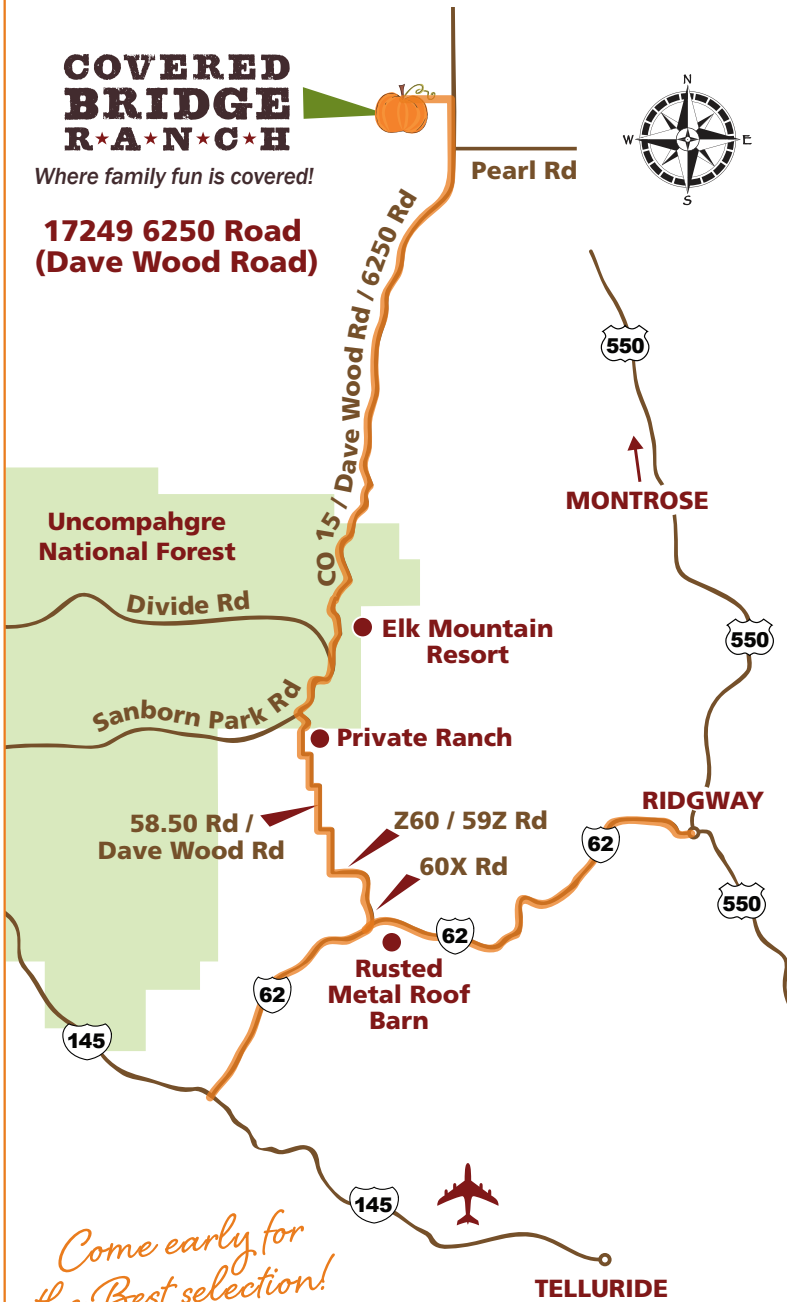 COVERED
BRIDGE
R★A★N★C★H
Where family fun is covered!
17249 6250 Road
(Dave Wood Road)
N
W
E
S
Pearl Rd
CO 15 / Dave Wood Rd / 6250 Rd
550
MONTROSE
Uncompahgre
National Forest
Divide Rd
Elk Mountain
Resort
550
Sanborn Park Rd
Private Ranch
RIDGWAY
58.50 Rd /
Dave Wood Rd
Z60 / 59Z Rd
62
60X Rd
550
62
Rusted
Metal Roof
Barn
62
145
145
Come early for
the Best selection!
TELLURIDE